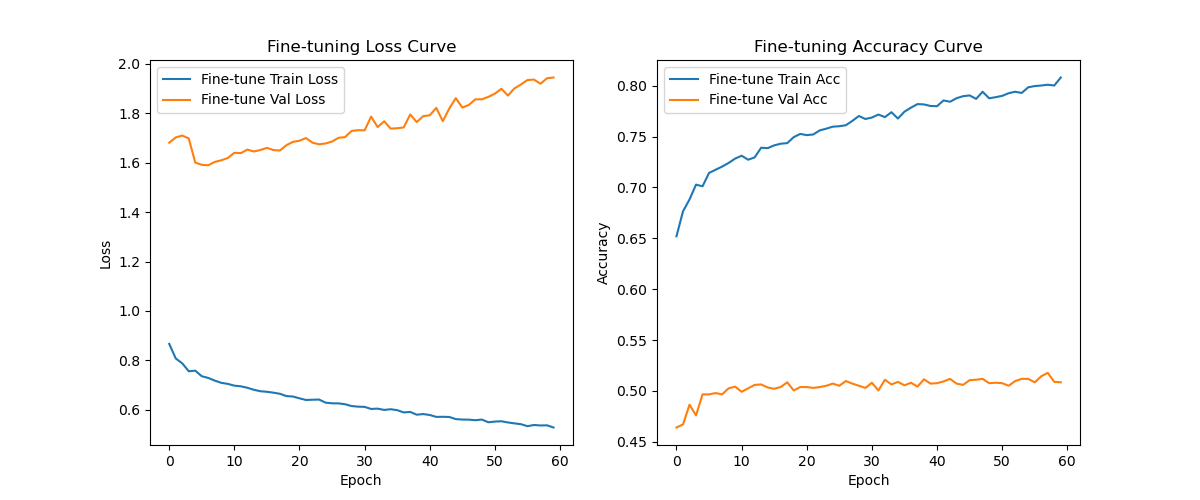 Fine-tuning Loss Curve
Fine-tune Train Loss
Fine-tune Val Loss
2.0
1.8
1.6
1.4
1.2
1.0
0.8
0.6
Loss
0 10 20 30 40 50 60
Epoch
Fine-tuning Accuracy Curve
Fine-tune Train Acc
Fine-tune Val Acc
0.80
0.75
0.70
0.65
0.60
0.55
0.50
0.45
Accuracy
0 10 20 30 40 50 60
Epoch